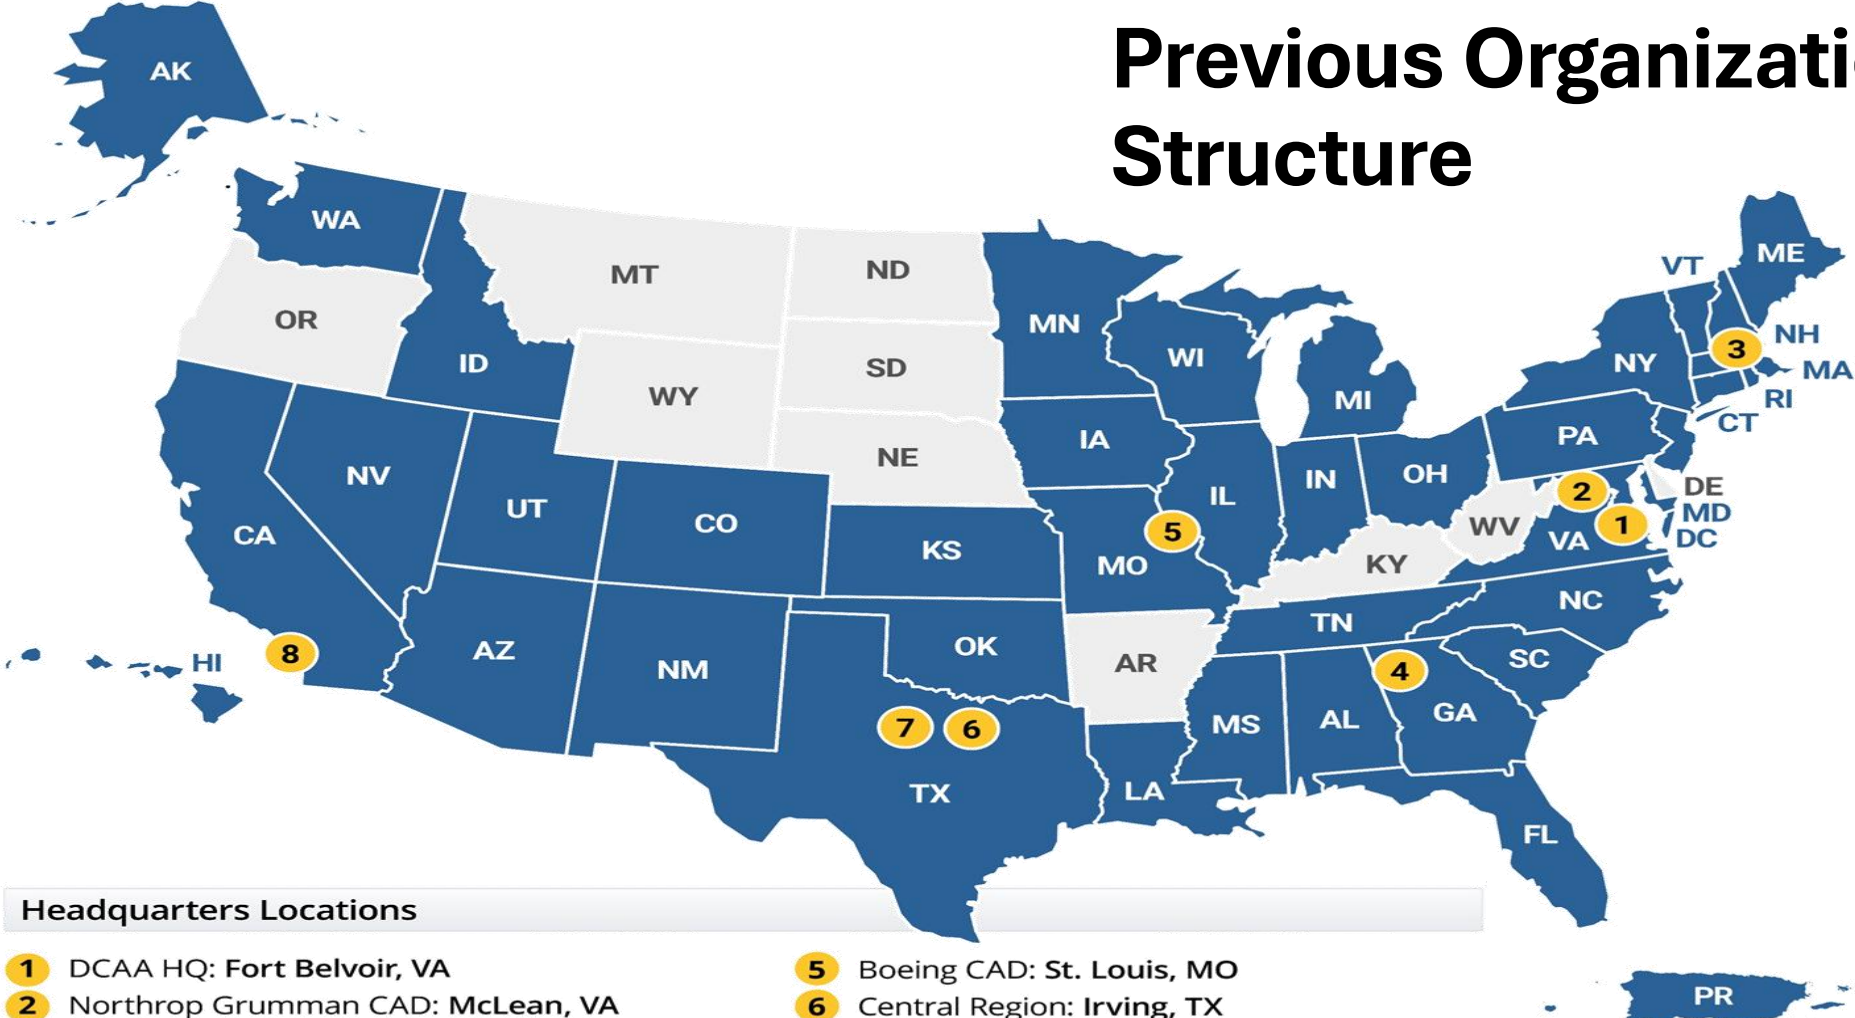 Previous Organizati
Structure
AK
WA
MT
ND
MN
VT
ME
OR
ID
WY
SD
WI
MI
NY
3
NH
MA
RI
CT
NE
IA
PA
NV
UT
CO
KS
IL
IN
OH
2
1
DE
MD
DC
WV
VA
CA
5
MO
KY
NC
TN
HI
8
AZ
NM
OK
AR
4
SC
7
6
MS
AL
GA
TX
LA
FL
PR
Headquarters Locations
1 DCAA HQ: Fort Belvoir, VA
2 Northrop Grumman CAD: McLean, VA
5 Boeing CAD: St. Louis, MO
6 Central Region: Irving, TX